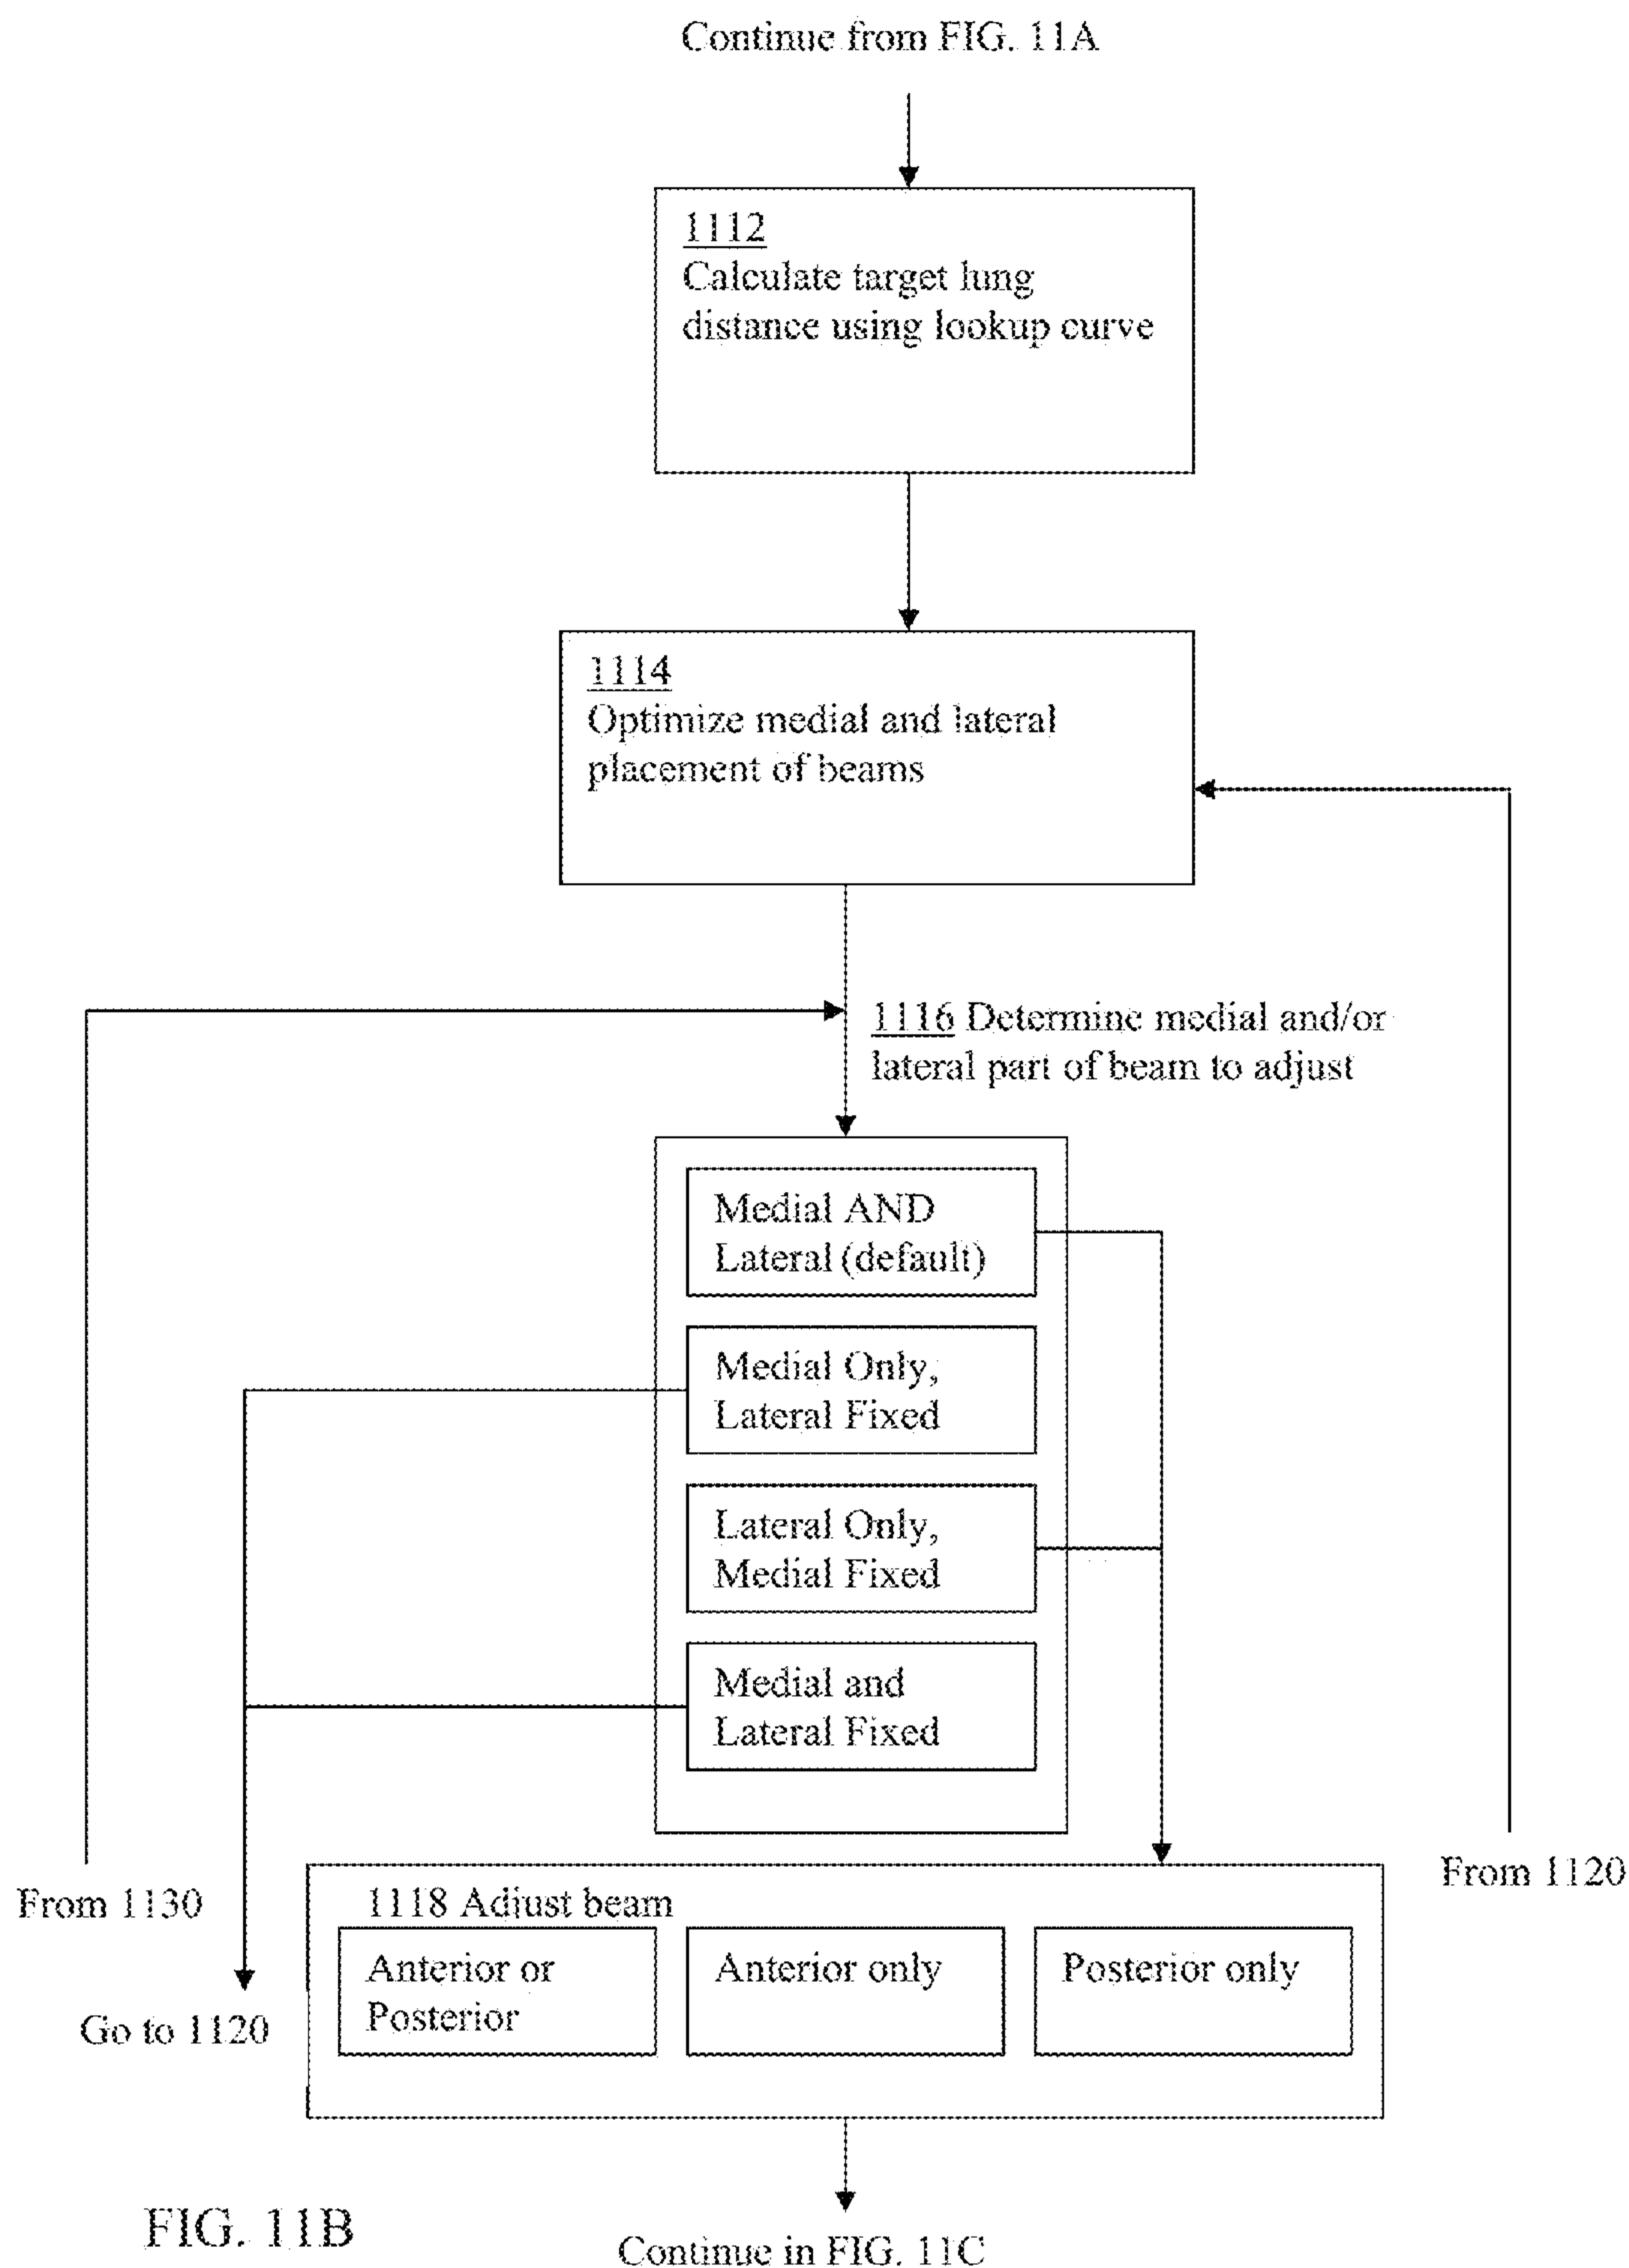 Continue from FIG. 11A
1112
Calculate target lung
distance using lookup curve
1114
Optimize medial and lateral
placement of beams
1116 Determine medial and/or
lateral part of beam to adjust
Medial AND
Lateral (default)
Medial Only,
Lateral Fixed
Lateral Only,
Medial Fixed
Medial and
Lateral Fixed
From 1130
Go to 1120
From 1120
1118 Adjust beam
Anterior or
Posterior
Anterior only
Posterior only
FIG. 11B
Continue in FIG. 11C